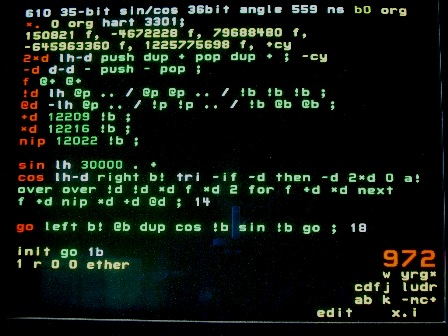 610 35-bit sin/cos 36bit angle 559 ns b0 org
×. 0 org hart 3301;
150821 f, -4672228 f, 79688480 f,
-645963360 f, 1225775698 f, +cy
2×d lh-d push dup + pop dup + ; -cy
-d d-d - push - pop ;
f @+ @+
!d lh @p .. / @p .. / !b !b !b ;
@d -lh @p .. / !p !p .. / !b @b @b ;
+d 12209 !b ;
×d 12216 !b ;
nip 12022 !b ;
sin lh 30000 . +
cos lh-d right b! tri -if -d then -d 2×d 0 a!
over over !d !d ×d f ×d 2 for f +d ×d next
f +d nip ×d +d @d ; 14
go left b! @b dup cos !b sin !b go ; 18
init go 1b
1 r 0 0 ether
972
w yrg×
cdfj ludr
ab k -mc+
edit x.i